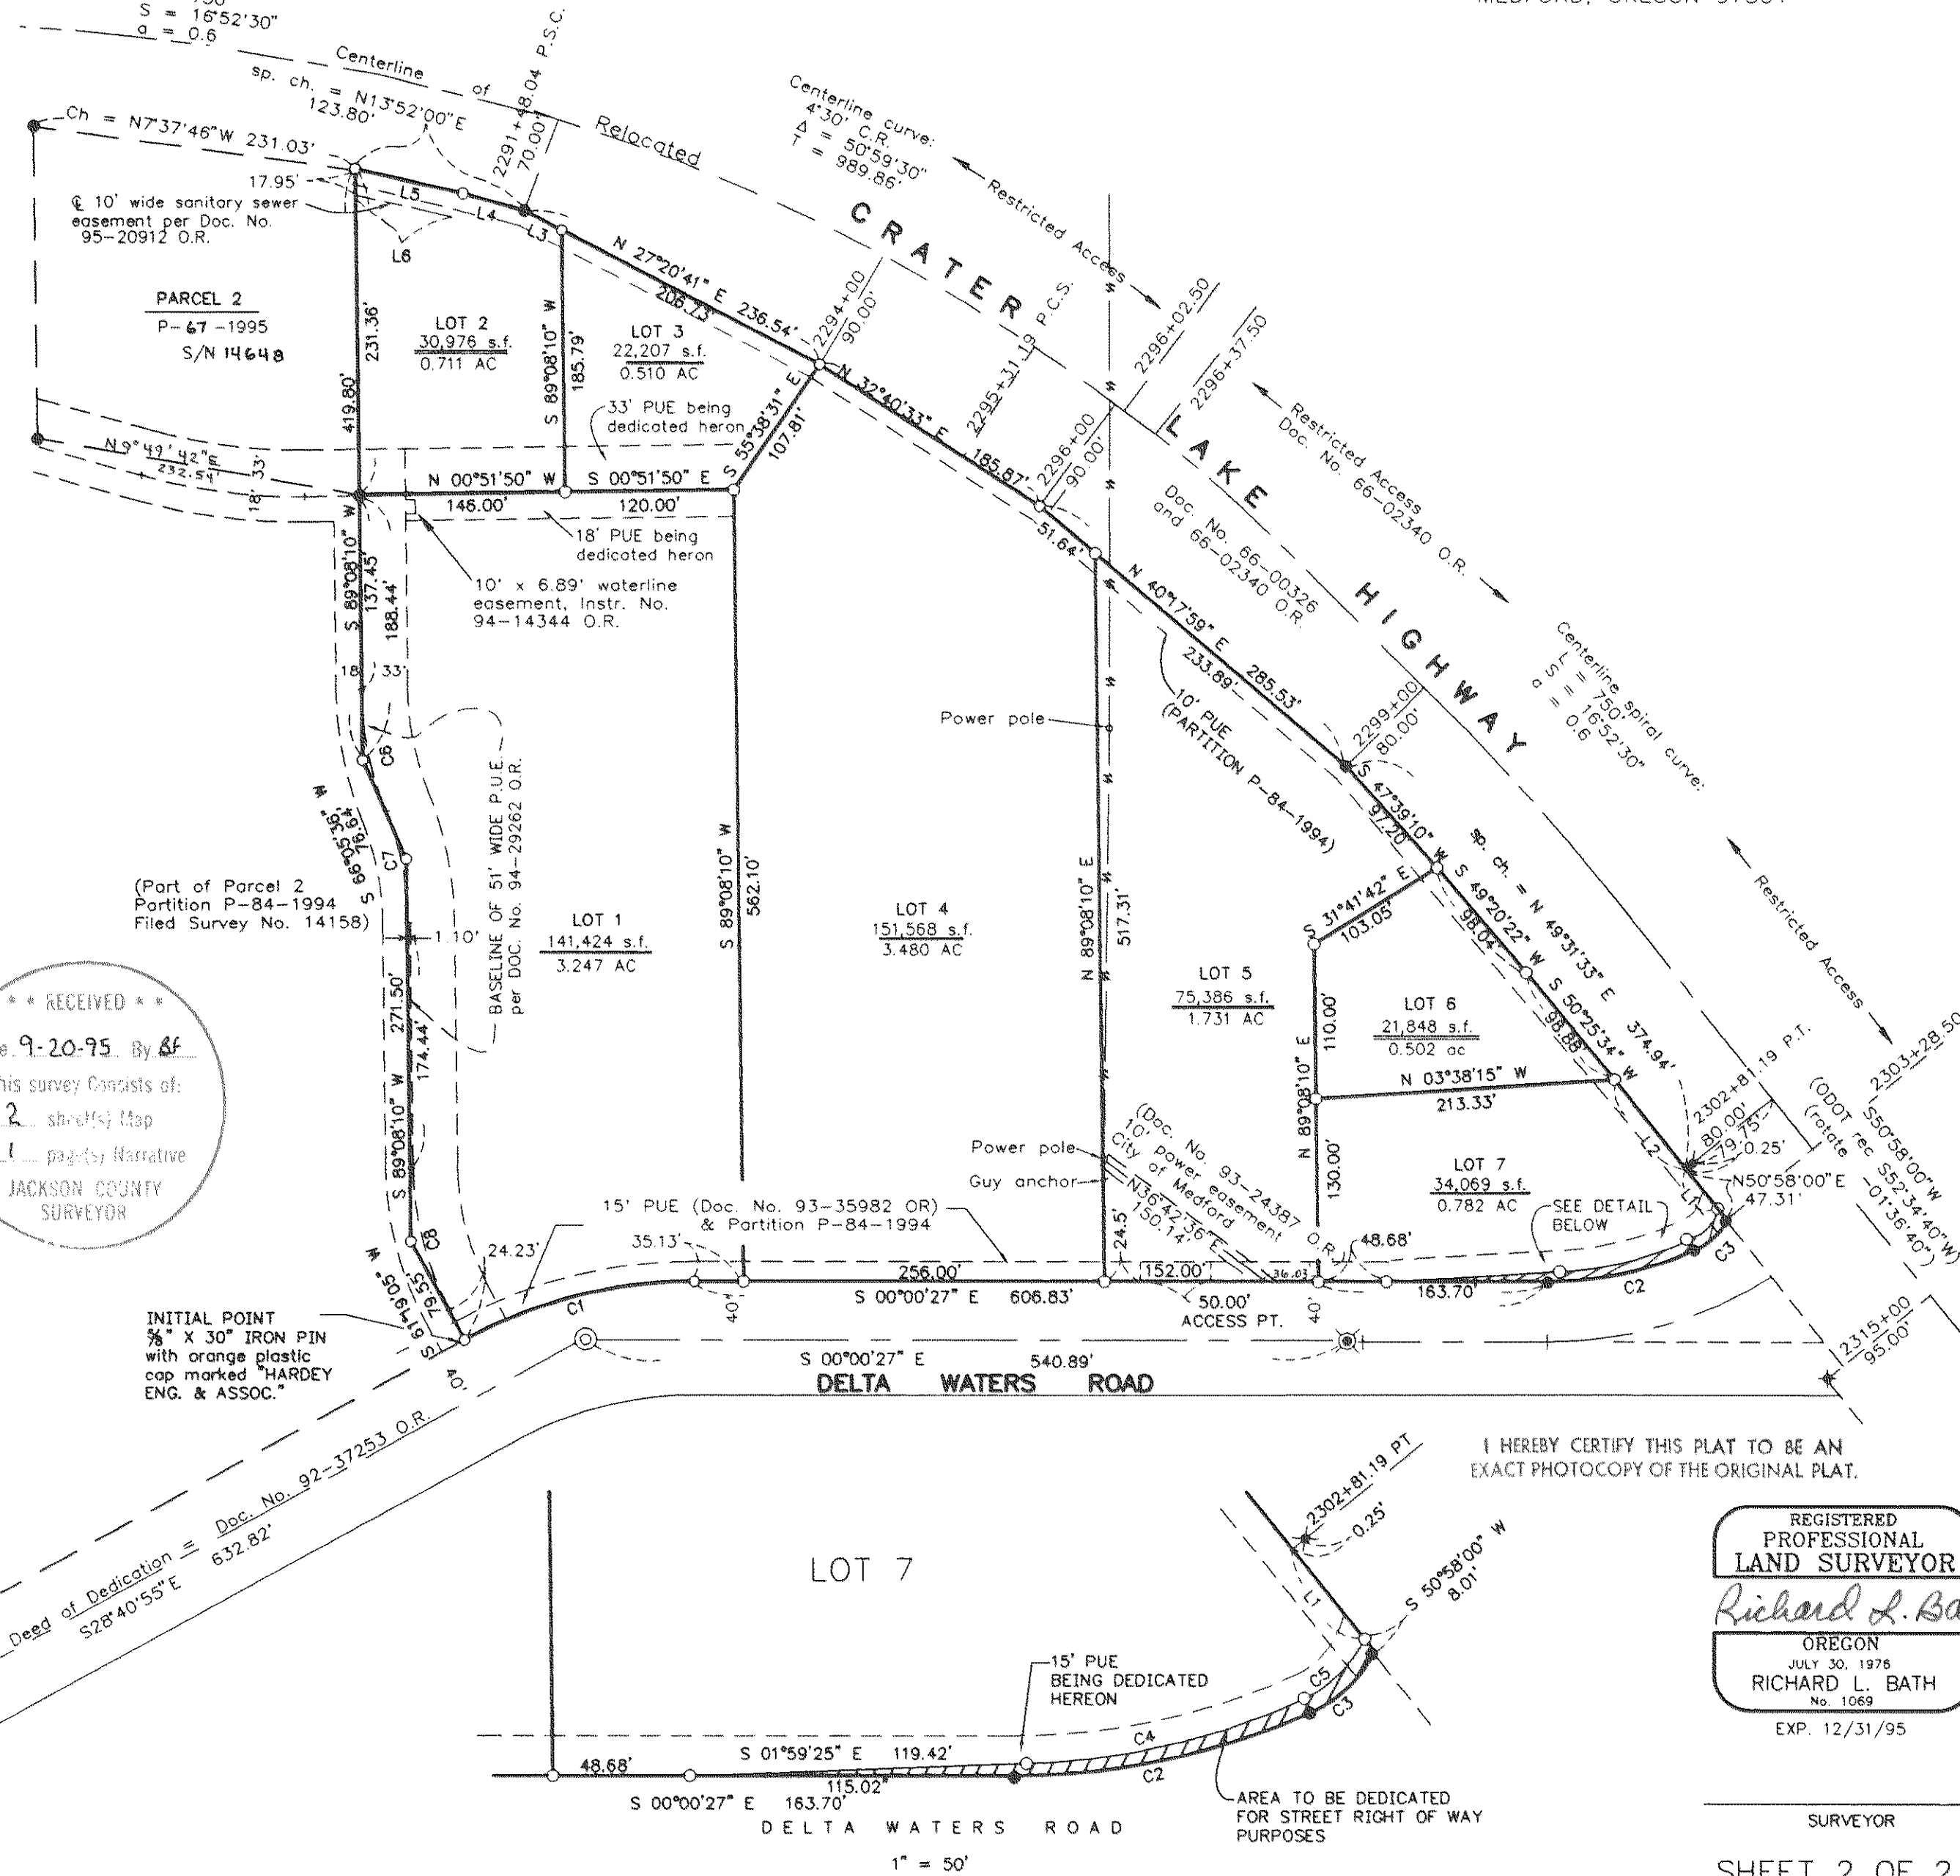 S = 16°52'30"
a = 0.6
Centerline of Relocated
CRATER LAKE HIGHWAY
sp. ch. = N13°52'00"E
123.80'
2291+48.04 P.S.C.
70.00'
Centerline curve:
4°30' C.R.
Δ = 50°59'30"
T = 989.86'
Restricted Access
Ch = N7°37'46"W 231.03'
17.95'
℄ 10' wide sanitary sewer
easement per Doc. No.
95-20912 O.R.
L5
L4
L3
L6
PARCEL 2
P-67-1995
S/N 14648
231.36'
419.80'
LOT 2
30,976 s.f.
0.711 AC
S 89°08'10" W
185.79'
LOT 3
22,207 s.f.
0.510 AC
N 27°20'41" E 236.54'
206.73'
2294+00
90.00'
33' PUE being
dedicated heron
S 55°38'31" E
107.81'
N 32°40'33" E
185.87'
2295+31.19 P.C.S.
2296+00
90.00'
2296+02.50
2296+37.50
Restricted Access
Doc. No. 66-02340 O.R.
Doc. No. 66-00326
and 66-02340 O.R.
N 9°49'42"E
232.54'
18' 33'
N 00°51'50" W
146.00'
S 00°51'50" E
120.00'
18' PUE being
dedicated heron
10' x 6.89' waterline
easement, Instr. No.
94-14344 O.R.
S 89°08'10" W
137.45'
188.44'
18' 33'
51.64'
N 40°17'59" E 285.53'
233.89'
10' PUE
(PARTITION P-84-1994)
Power pole
2299+00
80.00'
Centerline spiral curve:
L = 750'
S = 16°52'30"
a = 0.6
C6
S 66°05'36" W
76.64'
C7
BASELINE OF 51' WIDE P.U.E.
per DOC. No. 94-29262 O.R.
S 89°08'10" W
562.10'
N 89°08'10" E
517.31'
S 47°39'10" W
97.20'
S 49°20'22" W
98.04'
sp. ch. = N 49°31'33" E 374.94'
S 50°25'34" W
98.88'
Restricted Access
(Part of Parcel 2
Partition P-84-1994
Filed Survey No. 14158)
1.10'
LOT 1
141,424 s.f.
3.247 AC
LOT 4
151,568 s.f.
3.480 AC
LOT 5
75,386 s.f.
1.731 AC
S 31°41'42" E
103.05'
110.00'
N 89°08'10" E
130.00'
LOT 6
21,848 s.f.
0.502 ac
N 03°38'15" W
213.33'
* * RECEIVED * *
9-20-95 By
his survey Consists of:
2 sheet(s) Map
1 page(s) Narrative
JACKSON COUNTY
SURVEYOR
271.50'
174.44'
S 89°08'10" W
C8
S 61°19'05" W
79.55'
24.23'
15' PUE (Doc. No. 93-35982 OR)
& Partition P-84-1994
35.13'
Power pole
Guy anchor
(Doc. No. 93-24387 O.R.)
10' power easement
City of Medford
N36°42'36"E
150.14'
24.5'
LOT 7
34,069 s.f.
0.782 AC
L2
L1
SEE DETAIL
BELOW
2302+81.19 P.T.
80.00'
79.75'
0.25'
N50°58'00"E
47.31'
2303+28.50
S50°58'00"W
(ODOT rec S52°34'40"W)
(rotate -01°36'40")
C3
C2
C1
256.00'
S 00°00'27" E 606.83'
152.00'
36.03
48.68'
163.70'
50.00'
ACCESS PT.
40'
40'
40'
INITIAL POINT
5/8" X 30" IRON PIN
with orange plastic
cap marked "HARDEY
ENG. & ASSOC."
S 00°00'27" E 540.89'
DELTA WATERS ROAD
2315+00
95.00'
Deed of Dedication = Doc. No. 92-37253 O.R.
S28°40'55"E 632.82'
I HEREBY CERTIFY THIS PLAT TO BE AN
EXACT PHOTOCOPY OF THE ORIGINAL PLAT.
LOT 7
2302+81.19 PT
0.25'
L1
S 50°58'00" W
8.01'
15' PUE
BEING DEDICATED
HEREON
C5
C3
C4
C2
S 01°59'25" E 119.42'
48.68'
115.02"
S 00°00'27" E 163.70'
AREA TO BE DEDICATED
FOR STREET RIGHT OF WAY
PURPOSES
DELTA WATERS ROAD
1" = 50'
REGISTERED
PROFESSIONAL
LAND SURVEYOR
Richard L. Ba
OREGON
JULY 30, 1976
RICHARD L. BATH
No. 1069
EXP. 12/31/95
SURVEYOR
SHEET 2 OF 2